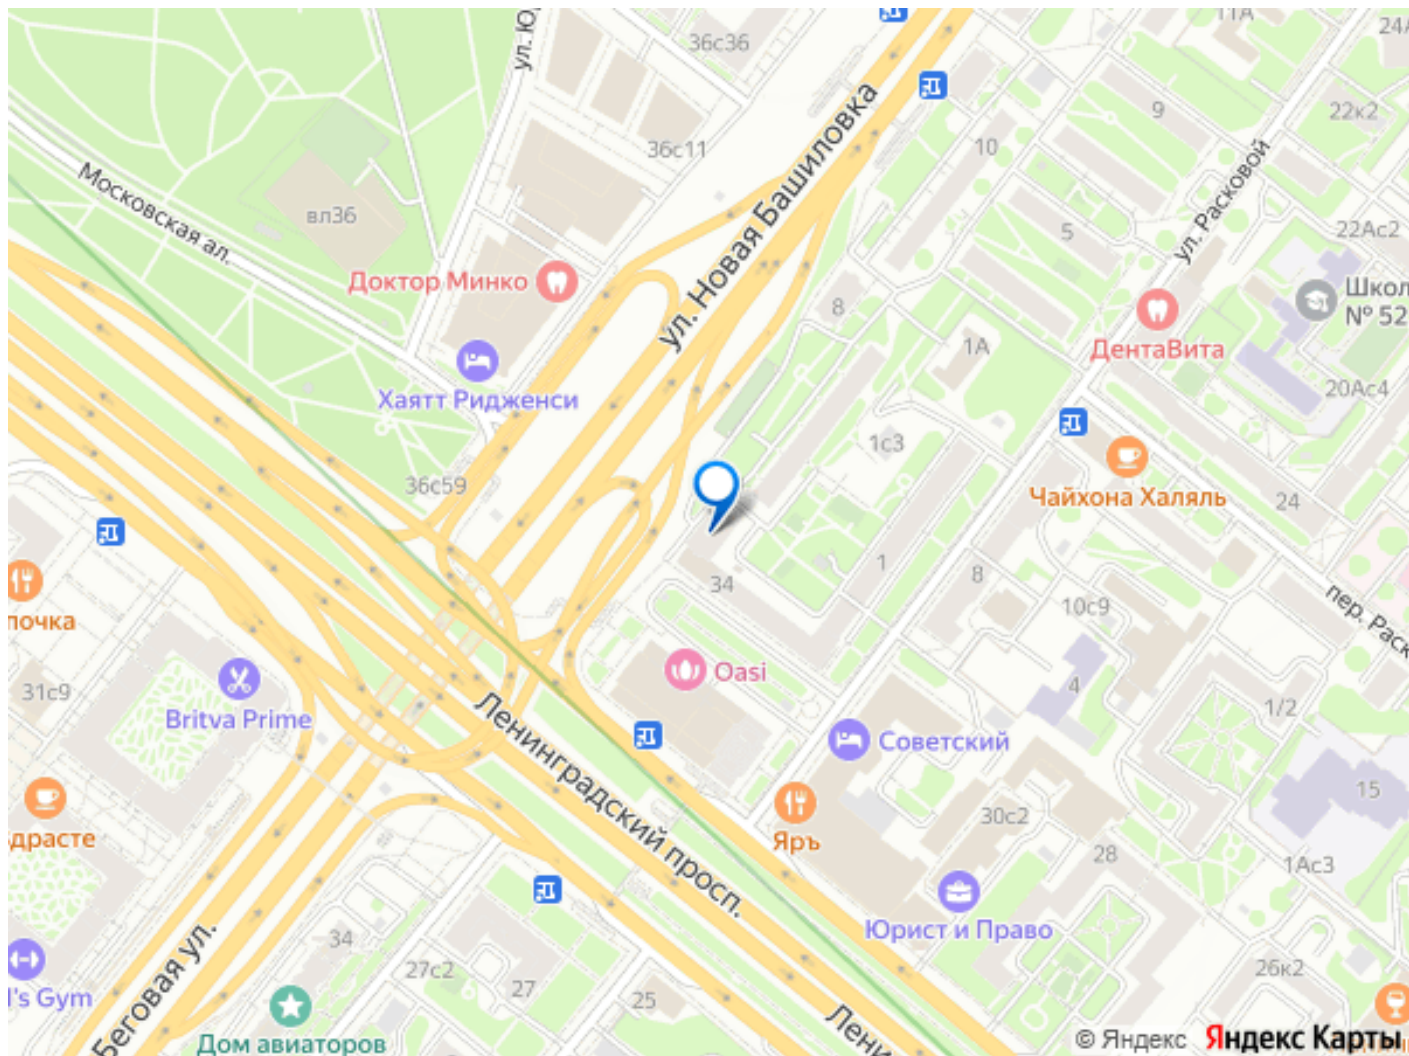 11А
24А
36с36
ул. Ю
22к2
9
10
36с11
ул. Новая Башиловка
ул. Расковой
Московская ал.
вл36
5
22Ас2
Доктор Минко
8
Школ
№ 52
1А
ДентаВита
Хаятт Ридженси
20Ас4
1с3
36с59
Чайхона Халяль
24
34
1
8
10с9
пер. Раск
почка
Oasi
4
31с9
Britva Prime
1/2
Советский
Ленинградский просп.
15
драсте
Яръ
30с2
28
1Ас3
Юрист и Право
Беговая ул.
34
27с2
27
25
26к2
l's Gym
Дом авиаторов
Лени
© Яндекс Яндекс Карты